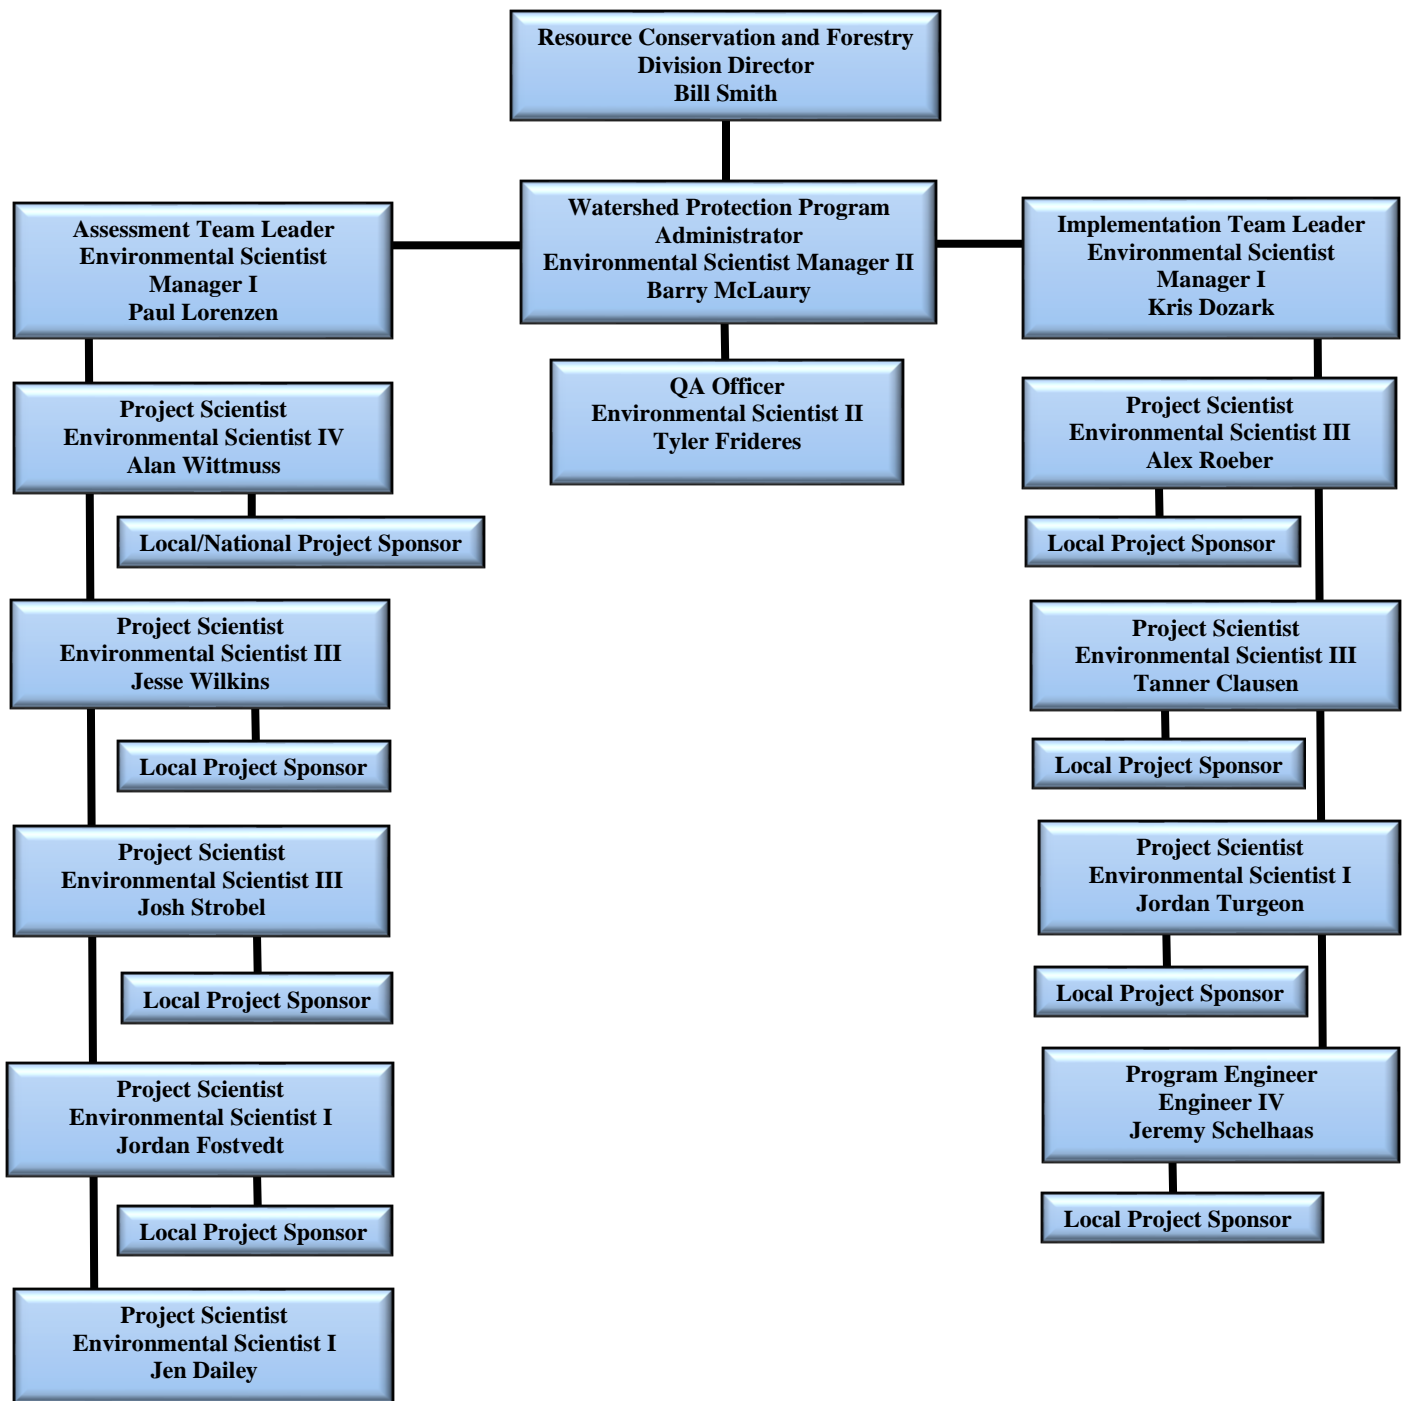 Resource Conservation and Forestry
Division Director
Bill Smith
Watershed Protection Program
Administrator
Environmental Scientist Manager II
Barry McLaury
Assessment Team Leader
Environmental Scientist
Manager I
Paul Lorenzen
Implementation Team Leader
Environmental Scientist
Manager I
Kris Dozark
QA Officer
Environmental Scientist II
Tyler Frideres
Project Scientist
Environmental Scientist IV
Alan Wittmuss
Local/National Project Sponsor
Project Scientist
Environmental Scientist III
Jesse Wilkins
Local Project Sponsor
Project Scientist
Environmental Scientist III
Josh Strobel
Local Project Sponsor
Project Scientist
Environmental Scientist I
Jordan Fostvedt
Local Project Sponsor
Project Scientist
Environmental Scientist I
Jen Dailey
Project Scientist
Environmental Scientist III
Alex Roeber
Local Project Sponsor
Project Scientist
Environmental Scientist III
Tanner Clausen
Local Project Sponsor
Project Scientist
Environmental Scientist I
Jordan Turgeon
Local Project Sponsor
Program Engineer
Engineer IV
Jeremy Schelhaas
Local Project Sponsor